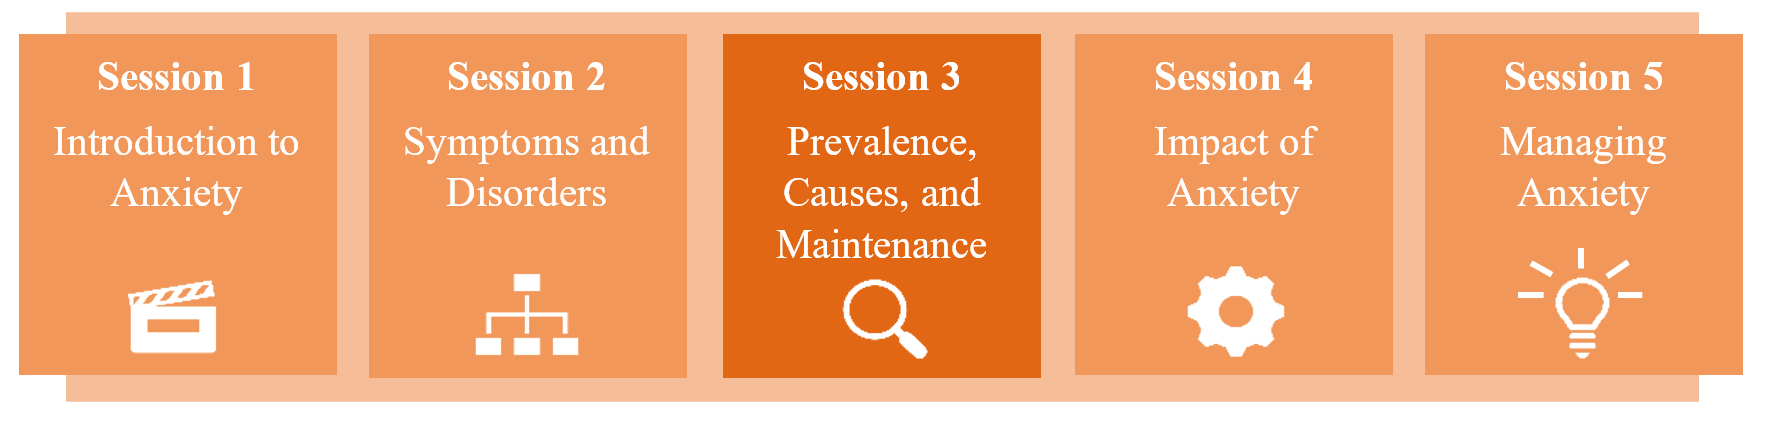 Session 1
Introduction to
Anxiety
Session 2
Symptoms and
Disorders
Session 3
Prevalence,
Causes, and
Maintenance
Session 4
Impact of
Anxiety
Session 5
Managing
Anxiety